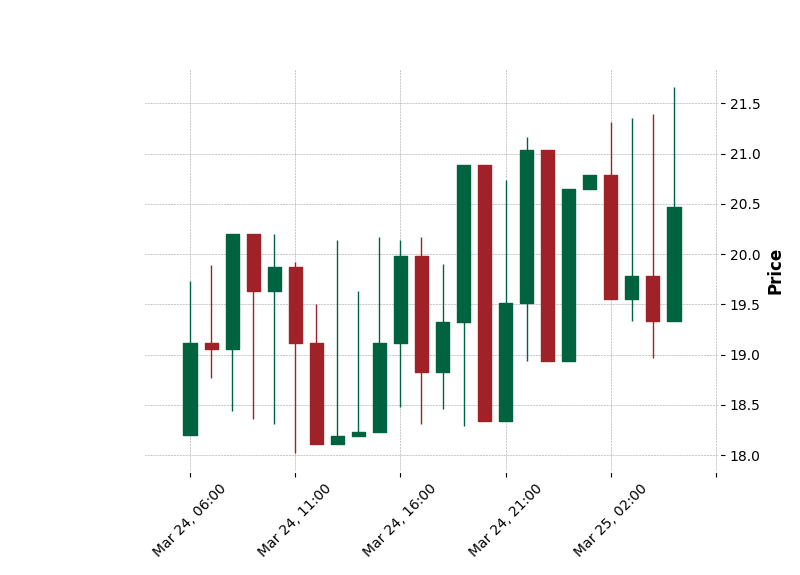 21.5
21.0
20.5
20.0
19.5
19.0
18.5
18.0
Price
Mar 24, 06:00
Mar 24, 11:00
Mar 24, 16:00
Mar 24, 21:00
Mar 25, 02:00